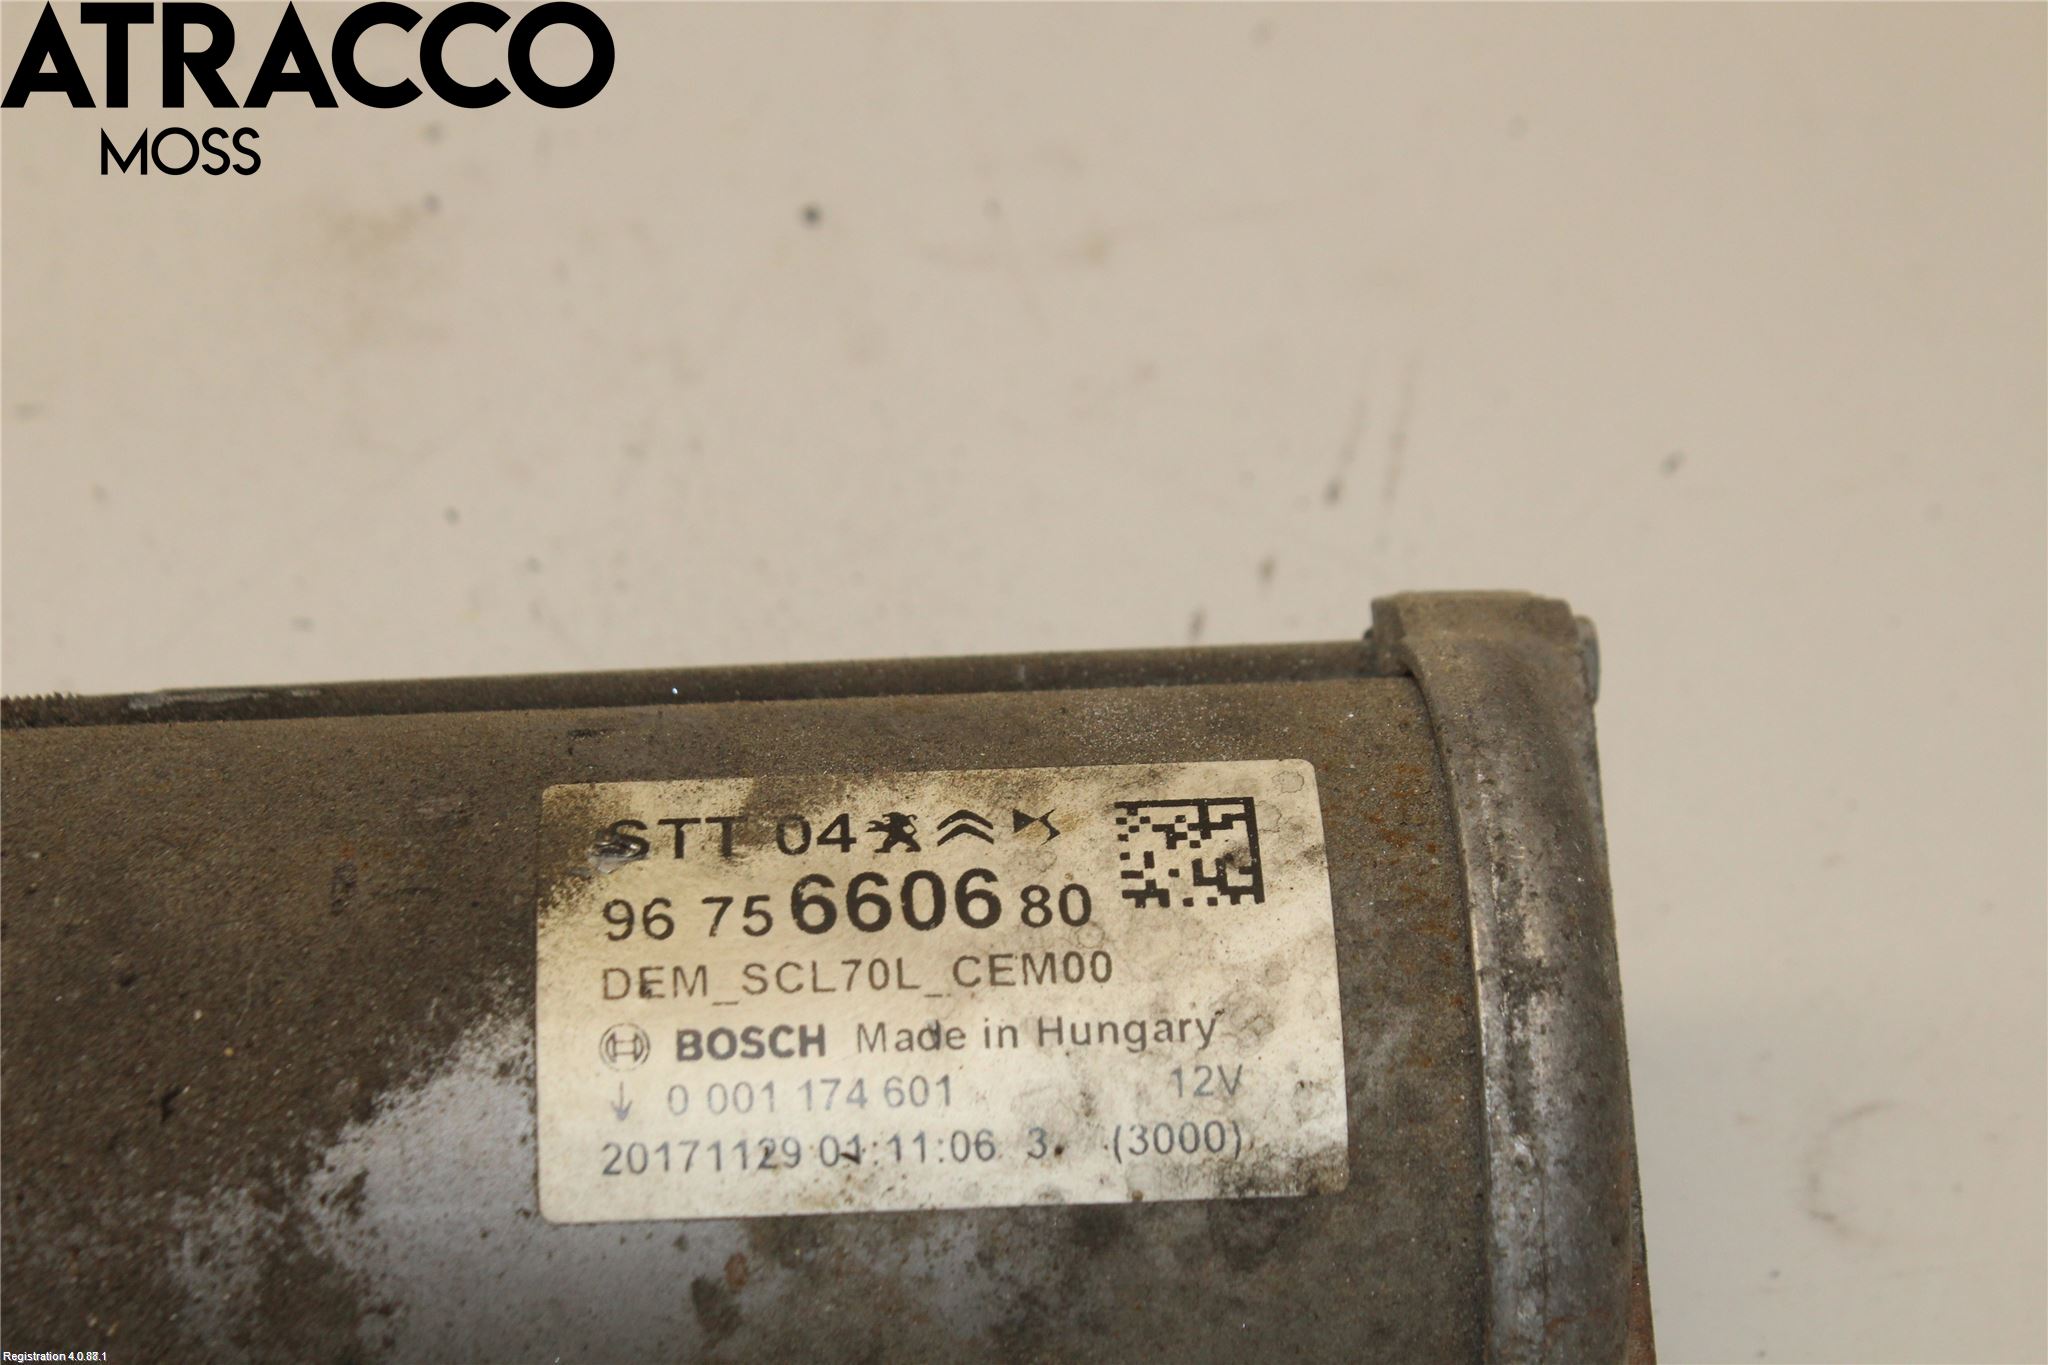 ATRACCO
MOSS
STT 04
96 75 6606 80
DEM_SCL70L_CEM00
BOSCH Made in Hungary
↓ 0 001 174 601 12V
20171129 01:11:06 3. (3000)
Registration 4.0.88.1